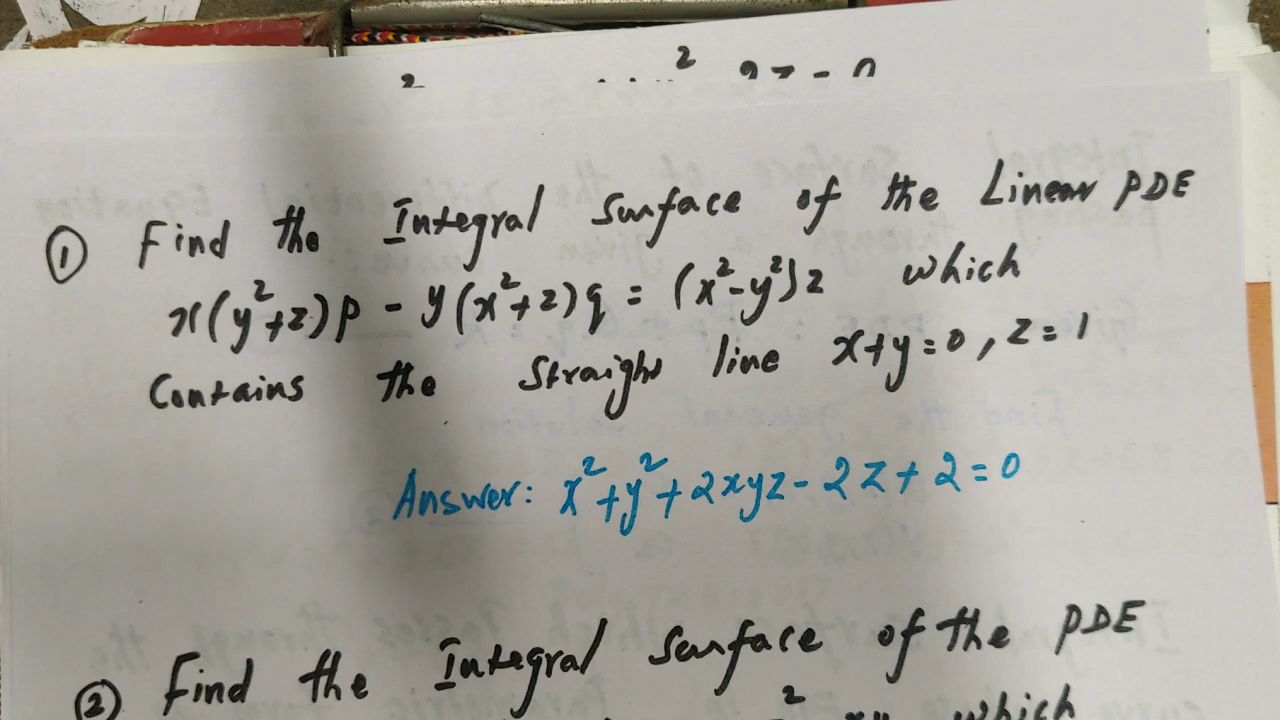 ① Find the Integral Surface of the Linear PDE
x(y²+z)p - y(x²+z)q = (x²-y²)z which
Contains the Straight line x+y=0, z=1
Answer: x²+y²+2xyz-2z+2=0
② Find the Integral Surface of the PDE
which